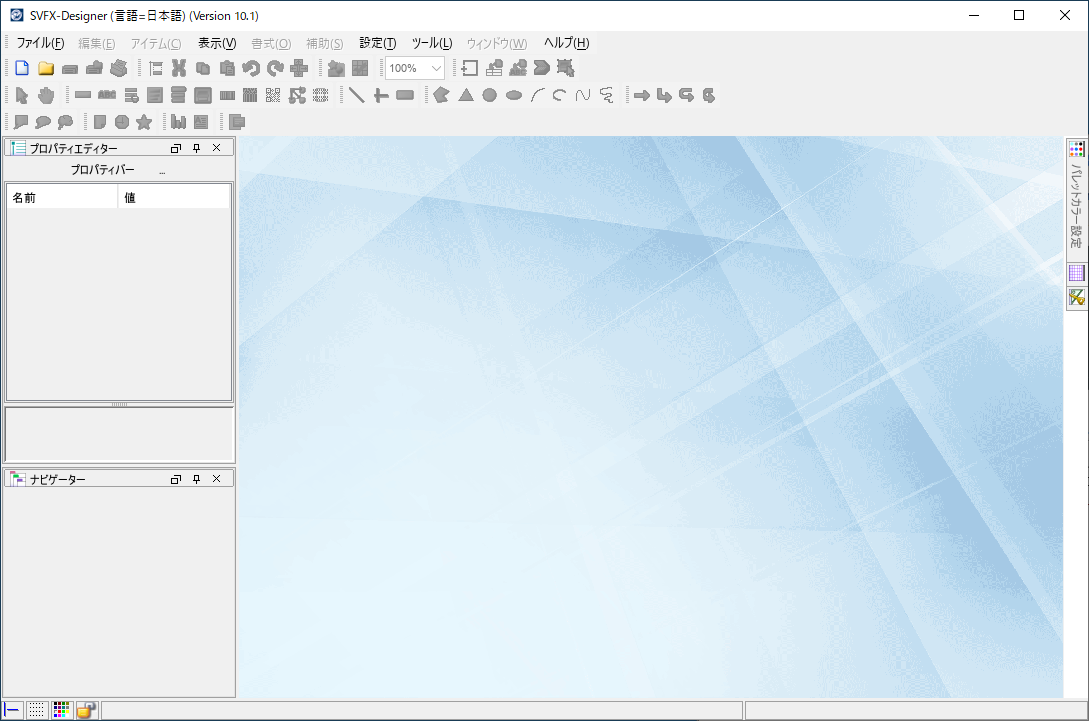 SVFX-Designer (言語=日本語) (Version 10.1)
ファイル(F) 編集(E) アイテム(C) 表示(V) 書式(O) 補助(S) 設定(T) ツール(L) ウィンドウ(W) ヘルプ(H)
100%
ABC
プロパティエディター
プロパティバー ...
名前 値
ナビゲーター
パレットカラー設定